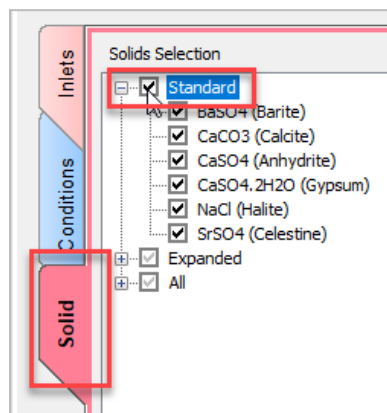 Inlets
Conditions
Solid
Solids Selection
Standard
BaSO4 (Barite)
CaCO3 (Calcite)
CaSO4 (Anhydrite)
CaSO4.2H2O (Gypsum)
NaCl (Halite)
SrSO4 (Celestine)
Expanded
All